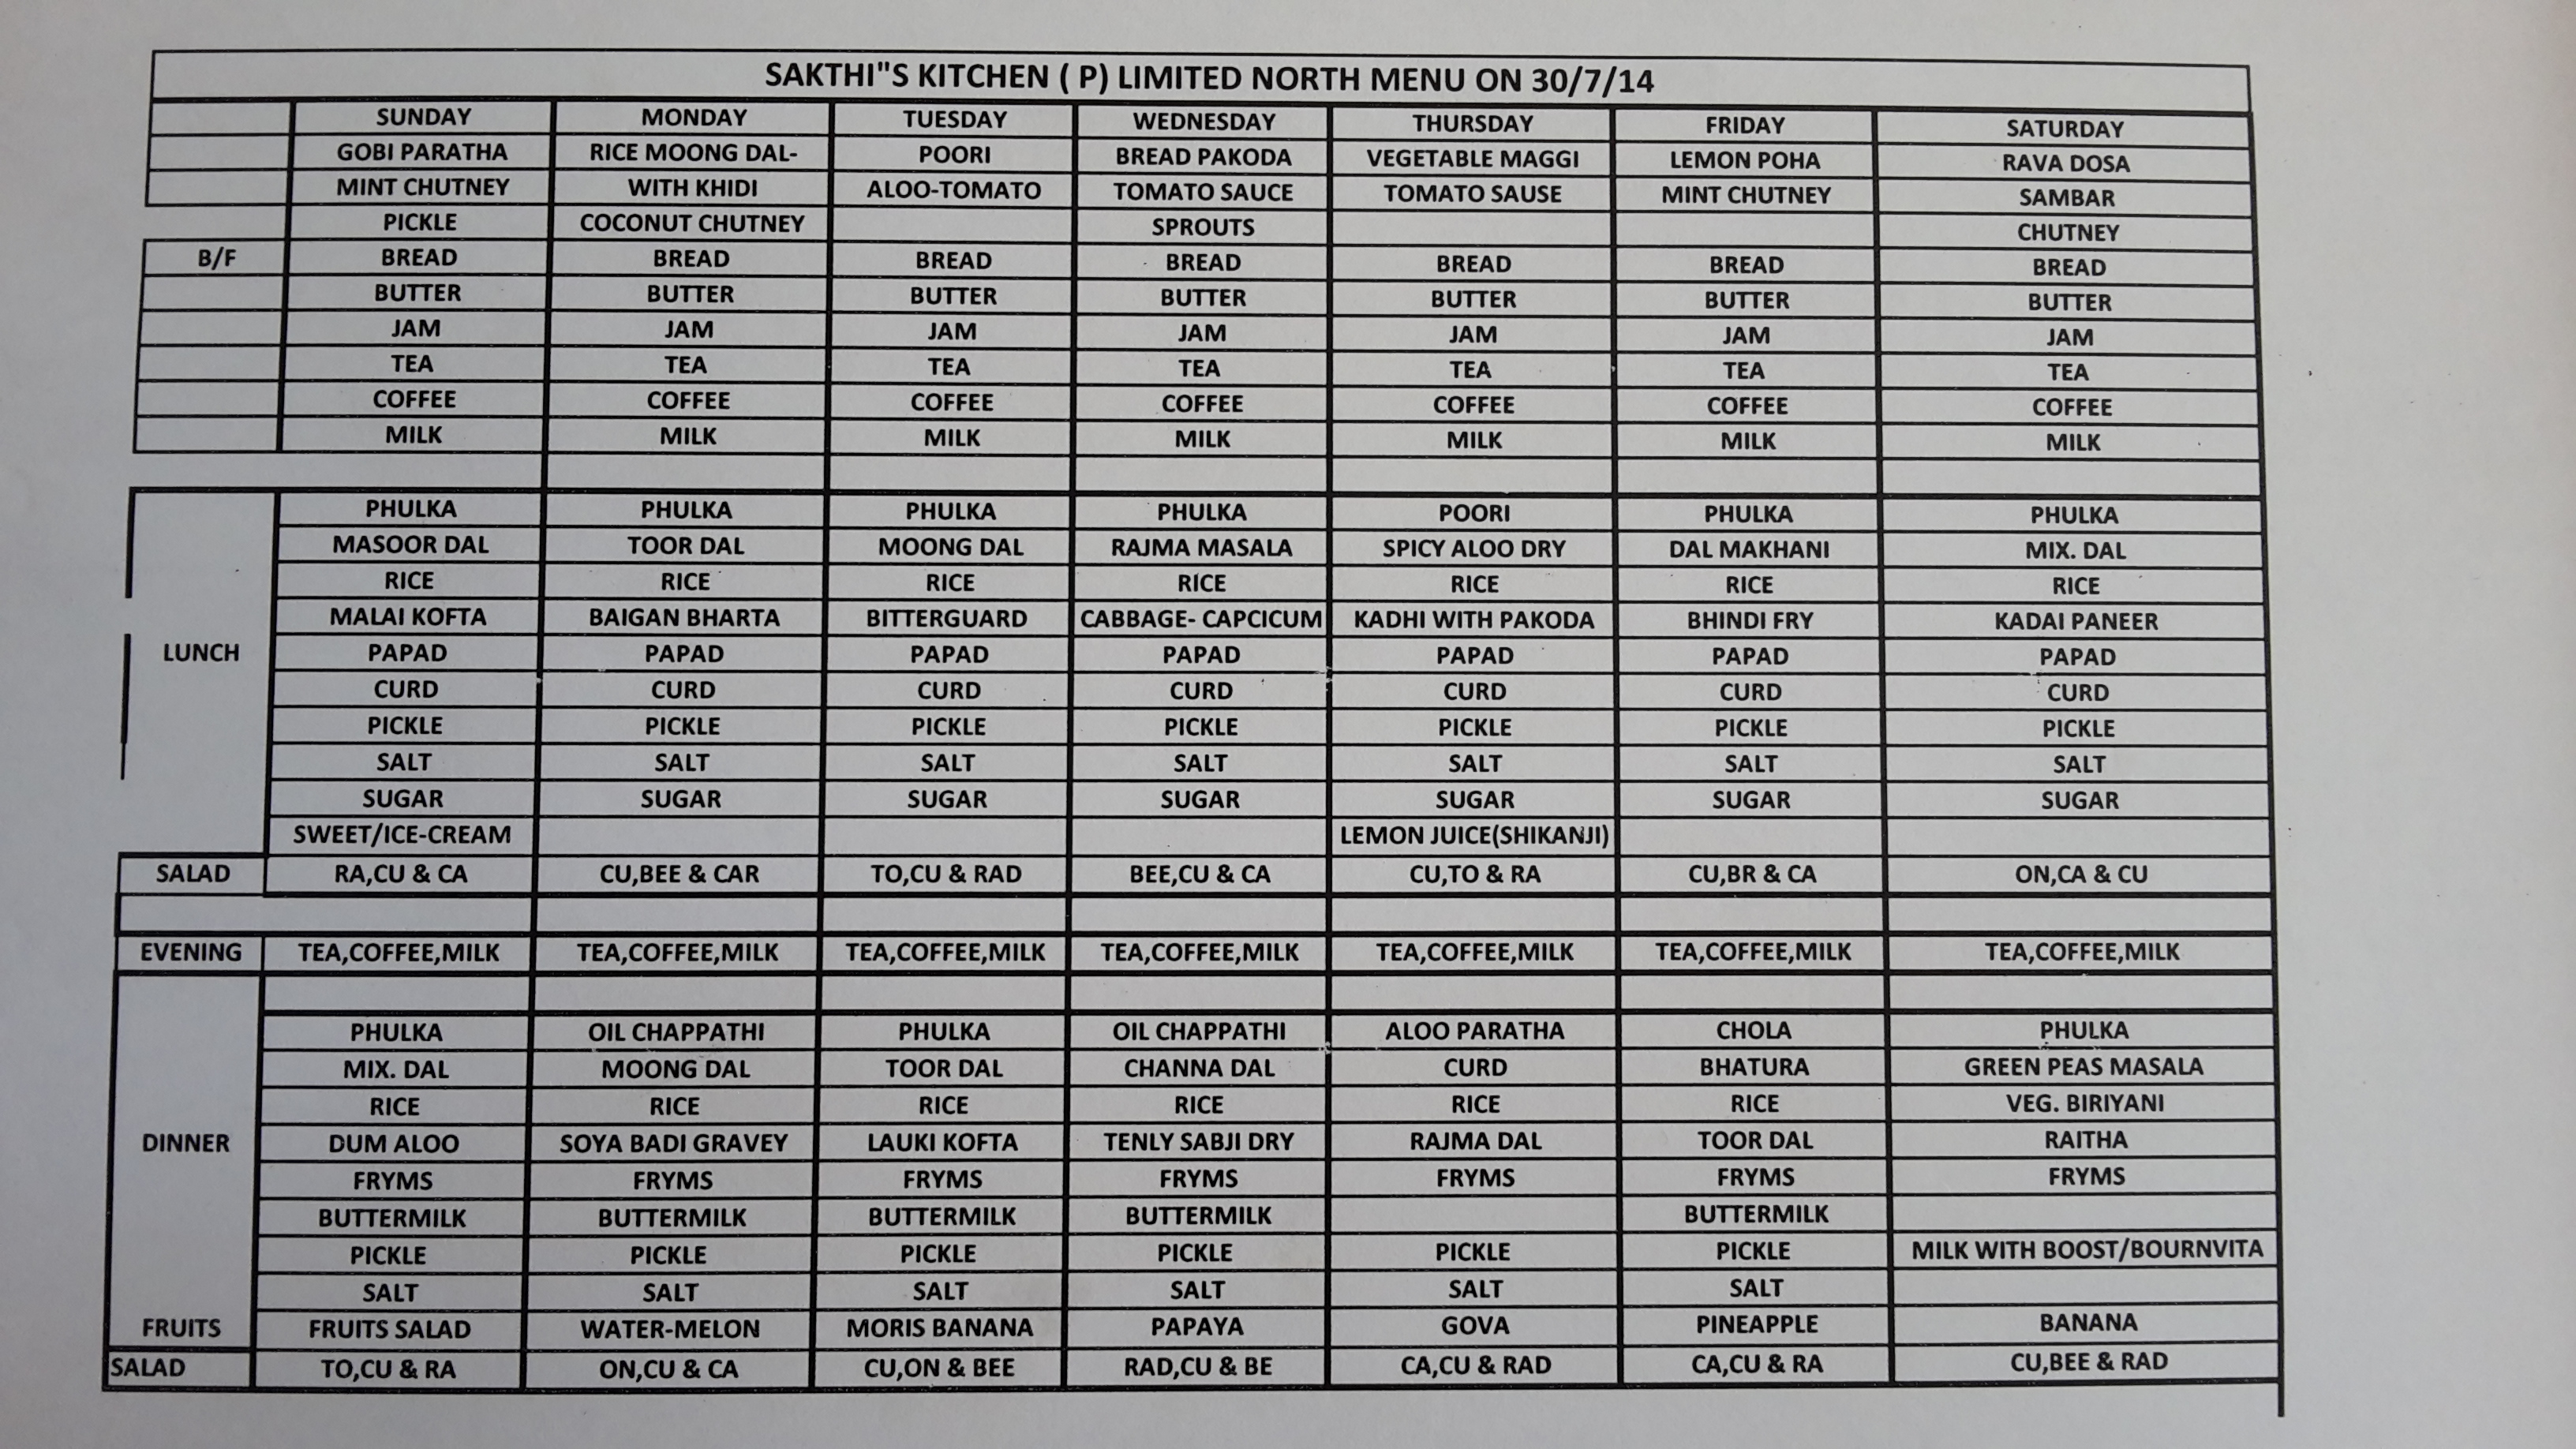 SAKTHI"S KITCHEN ( P) LIMITED NORTH MENU ON 30/7/14
SUNDAY MONDAY TUESDAY WEDNESDAY THURSDAY FRIDAY SATURDAY
GOBI PARATHA RICE MOONG DAL- POORI BREAD PAKODA VEGETABLE MAGGI LEMON POHA RAVA DOSA
MINT CHUTNEY WITH KHIDI ALOO-TOMATO TOMATO SAUCE TOMATO SAUSE MINT CHUTNEY SAMBAR
PICKLE COCONUT CHUTNEY SPROUTS CHUTNEY
B/F BREAD BREAD BREAD BREAD BREAD BREAD BREAD
BUTTER BUTTER BUTTER BUTTER BUTTER BUTTER BUTTER
JAM JAM JAM JAM JAM JAM JAM
TEA TEA TEA TEA TEA TEA TEA
COFFEE COFFEE COFFEE COFFEE COFFEE COFFEE COFFEE
MILK MILK MILK MILK MILK MILK MILK
PHULKA PHULKA PHULKA PHULKA POORI PHULKA PHULKA
MASOOR DAL TOOR DAL MOONG DAL RAJMA MASALA SPICY ALOO DRY DAL MAKHANI MIX. DAL
RICE RICE RICE RICE RICE RICE RICE
MALAI KOFTA BAIGAN BHARTA BITTERGUARD CABBAGE- CAPCICUM KADHI WITH PAKODA BHINDI FRY KADAI PANEER
LUNCH PAPAD PAPAD PAPAD PAPAD PAPAD PAPAD PAPAD
CURD CURD CURD CURD CURD CURD CURD
PICKLE PICKLE PICKLE PICKLE PICKLE PICKLE PICKLE
SALT SALT SALT SALT SALT SALT SALT
SUGAR SUGAR SUGAR SUGAR SUGAR SUGAR SUGAR
SWEET/ICE-CREAM LEMON JUICE(SHIKANJI)
SALAD RA,CU & CA CU,BEE & CAR TO,CU & RAD BEE,CU & CA CU,TO & RA CU,BR & CA ON,CA & CU
EVENING TEA,COFFEE,MILK TEA,COFFEE,MILK TEA,COFFEE,MILK TEA,COFFEE,MILK TEA,COFFEE,MILK TEA,COFFEE,MILK TEA,COFFEE,MILK
PHULKA OIL CHAPPATHI PHULKA OIL CHAPPATHI ALOO PARATHA CHOLA PHULKA
MIX. DAL MOONG DAL TOOR DAL CHANNA DAL CURD BHATURA GREEN PEAS MASALA
RICE RICE RICE RICE RICE RICE VEG. BIRIYANI
DINNER DUM ALOO SOYA BADI GRAVEY LAUKI KOFTA TENLY SABJI DRY RAJMA DAL TOOR DAL RAITHA
FRYMS FRYMS FRYMS FRYMS FRYMS FRYMS FRYMS
BUTTERMILK BUTTERMILK BUTTERMILK BUTTERMILK BUTTERMILK
PICKLE PICKLE PICKLE PICKLE PICKLE PICKLE MILK WITH BOOST/BOURNVITA
SALT SALT SALT SALT SALT SALT
FRUITS FRUITS SALAD WATER-MELON MORIS BANANA PAPAYA GOVA PINEAPPLE BANANA
SALAD TO,CU & RA ON,CU & CA CU,ON & BEE RAD,CU & BE CA,CU & RAD CA,CU & RA CU,BEE & RAD